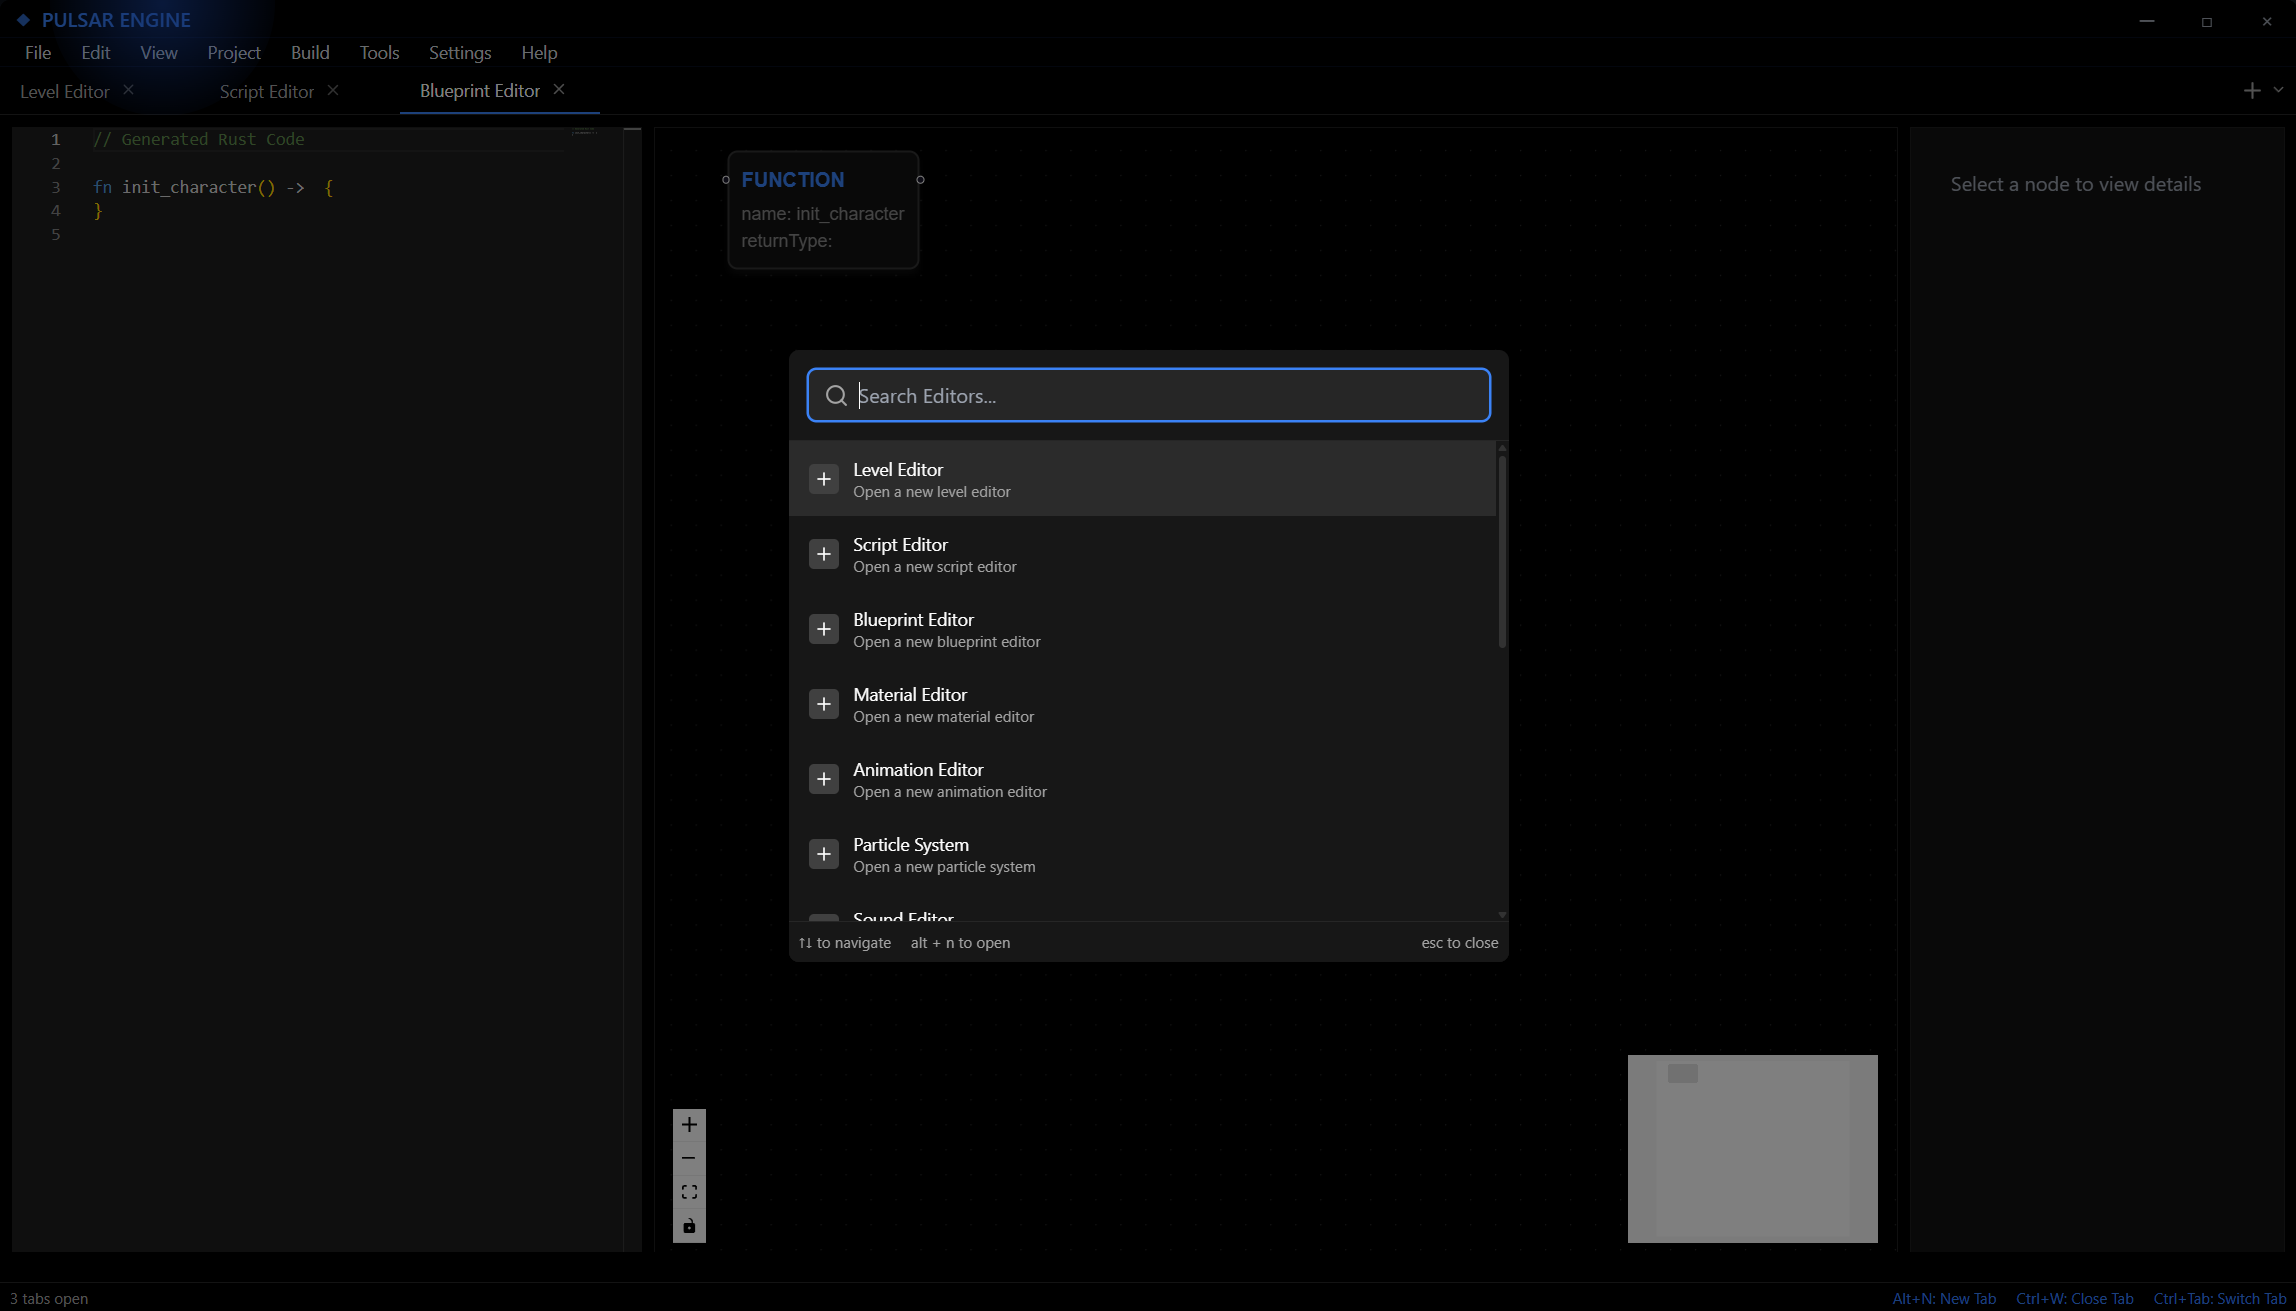 PULSAR ENGINE
File Edit View Project Build Tools Settings Help
Level Editor Script Editor Blueprint Editor
1 // Generated Rust Code
2
3 fn init_character() -> {
4 }
5
FUNCTION
name: init_character
returnType:
Select a node to view details
Search Editors...
Level Editor
Open a new level editor
Script Editor
Open a new script editor
Blueprint Editor
Open a new blueprint editor
Material Editor
Open a new material editor
Animation Editor
Open a new animation editor
Particle System
Open a new particle system
Sound Editor
↑↓ to navigate alt + n to open esc to close
3 tabs open Alt+N: New Tab Ctrl+W: Close Tab Ctrl+Tab: Switch Tab